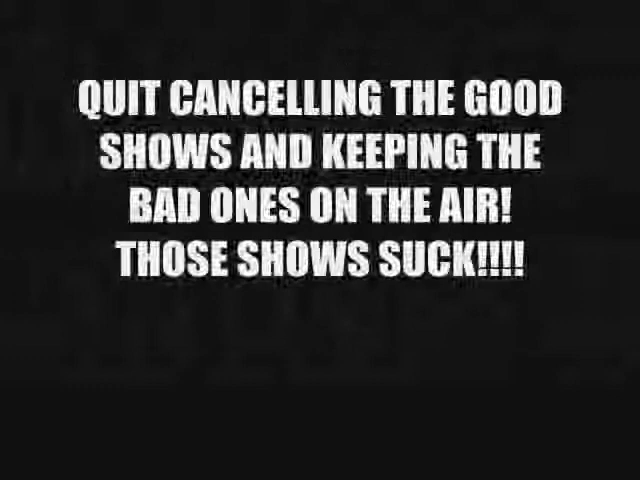 QUIT CANCELLING THE GOOD
SHOWS AND KEEPING THE
BAD ONES ON THE AIR!
THOSE SHOWS SUCK!!!!